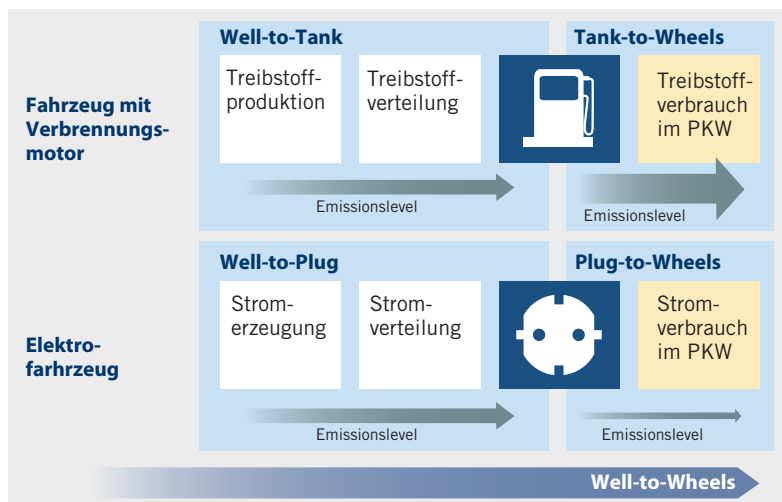 Well-to-Tank
Tank-to-Wheels
Fahrzeug mit
Verbrennungs-
motor
Treibstoff-
produktion
Treibstoff-
verteilung
Treibstoff-
verbrauch
im PKW
Emissionslevel
Emissionslevel
Well-to-Plug
Plug-to-Wheels
Elektro-
farhrzeug
Strom-
erzeugung
Strom-
verteilung
Strom-
verbrauch
im PKW
Emissionslevel
Emissionslevel
Well-to-Wheels